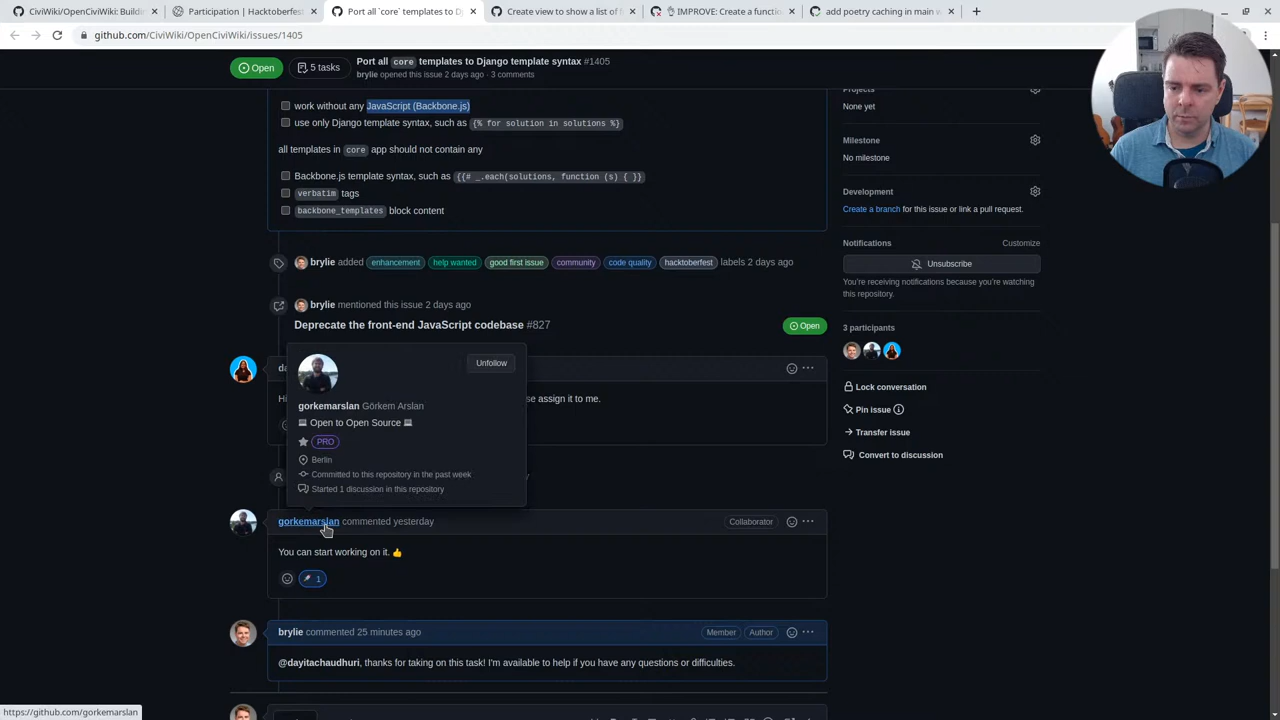 CiviWiki/OpenCiviWiki: Buildin
Participation | Hacktoberfest
Port all `core` templates to D
Create view to show a list of f
IMPROVE: Create a function
add poetry caching in main w
github.com/CiviWiki/OpenCiviWiki/issues/1405
Open
5 tasks
Port all core templates to Django template syntax #1405
brylie opened this issue 2 days ago · 3 comments
work without any JavaScript (Backbone.js)
use only Django template syntax, such as {% for solution in solutions %}
all templates in core app should not contain any
Backbone.js template syntax, such as {{# _.each(solutions, function (s) { }}
verbatim tags
backbone_templates block content
brylie added enhancement help wanted good first issue community code quality hacktoberfest labels 2 days ago
brylie mentioned this issue 2 days ago
Deprecate the front-end JavaScript codebase #827
Open
da
Hi
se assign it to me.
Unfollow
gorkemarslan Görkem Arslan
Open to Open Source
PRO
Berlin
Committed to this repository in the past week
Started 1 discussion in this repository
gorkemarslan commented yesterday
Collaborator
You can start working on it. 👍
1
brylie commented 25 minutes ago
Member
Author
@dayitachaudhuri, thanks for taking on this task! I'm available to help if you have any questions or difficulties.
Projects
None yet
Milestone
No milestone
Development
Create a branch for this issue or link a pull request.
Notifications
Customize
Unsubscribe
You're receiving notifications because you're watching
this repository.
3 participants
Lock conversation
Pin issue
Transfer issue
Convert to discussion
https://github.com/gorkemarslan